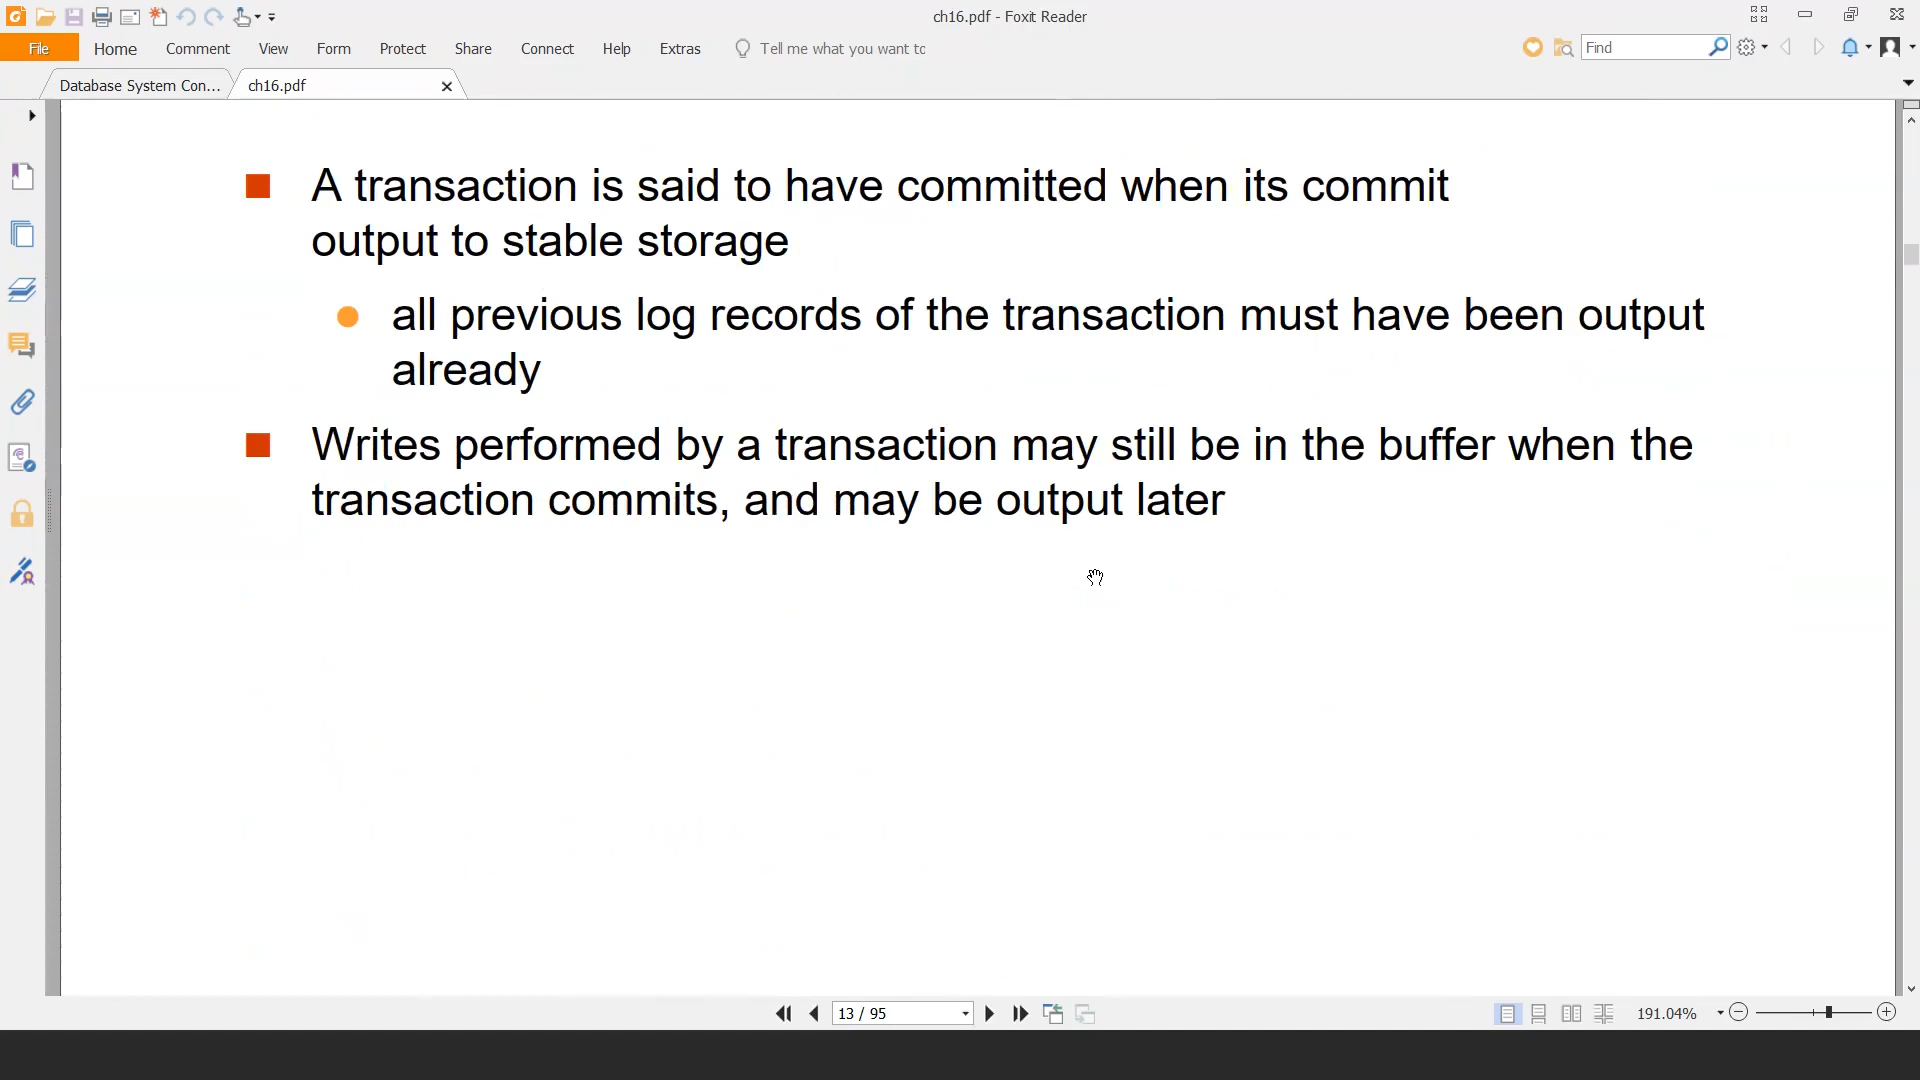 ch16.pdf - Foxit Reader
File Home Comment View Form Protect Share Connect Help Extras Tell me what you want to Find
Database System Con... ch16.pdf
A transaction is said to have committed when its commit
output to stable storage
all previous log records of the transaction must have been output
already
Writes performed by a transaction may still be in the buffer when the
transaction commits, and may be output later
13 / 95 191.04%